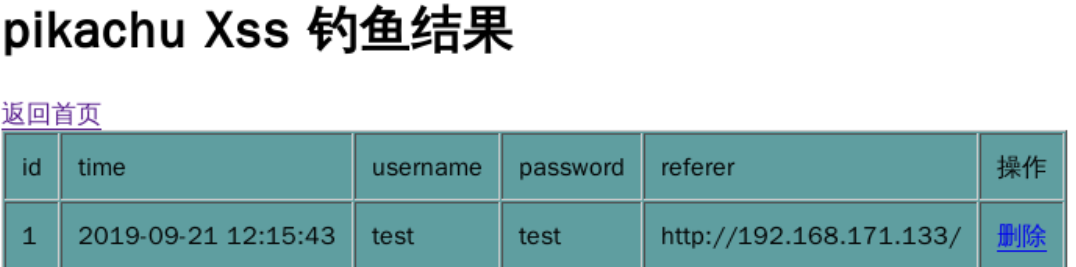 pikachu Xss 钓鱼结果
返回首页
id time username password referer 操作
1 2019-09-21 12:15:43 test test http://192.168.171.133/ 删除